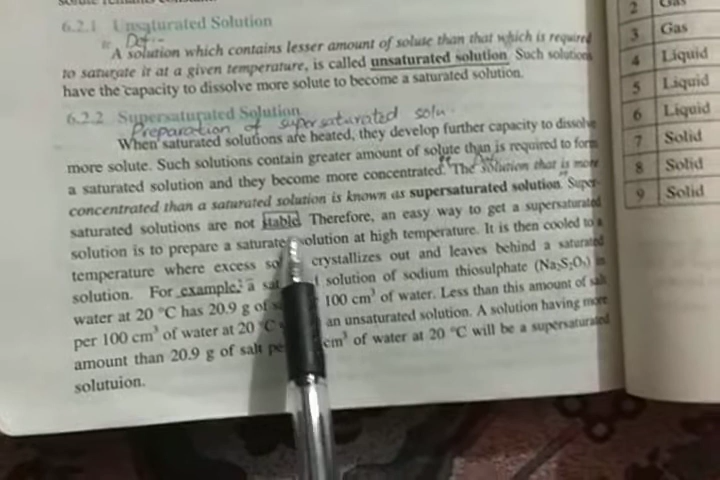 6.2.1 Unsaturated Solution
Def:-
A solution which contains lesser amount of solute than that which is required
to saturate it at a given temperature, is called unsaturated solution. Such solutions
have the capacity to dissolve more solute to become a saturated solution.
6.2.2 Supersaturated Solution
Preparation of supersaturated solu.
When saturated solutions are heated, they develop further capacity to dissolve
more solute. Such solutions contain greater amount of solute than is required to form
a saturated solution and they become more concentrated. The solution that is more
concentrated than a saturated solution is known as supersaturated solution. Super-
saturated solutions are not stable. Therefore, an easy way to get a supersaturated
solution is to prepare a saturated solution at high temperature. It is then cooled to a
temperature where excess crystallizes out and leaves behind a saturated
solution. For example, a solution of sodium thiosulphate (Na₂S₂O₃) in
water at 20 °C has 20.9 g of 100 cm³ of water. Less than this amount of salt
per 100 cm³ of water at 20 °C an unsaturated solution. A solution having more
amount than 20.9 g of salt cm³ of water at 20 °C will be a supersaturated
solutuion.
2 Gas
3 Gas
4 Liquid
5 Liquid
6 Liquid
7 Solid
8 Solid
9 Solid